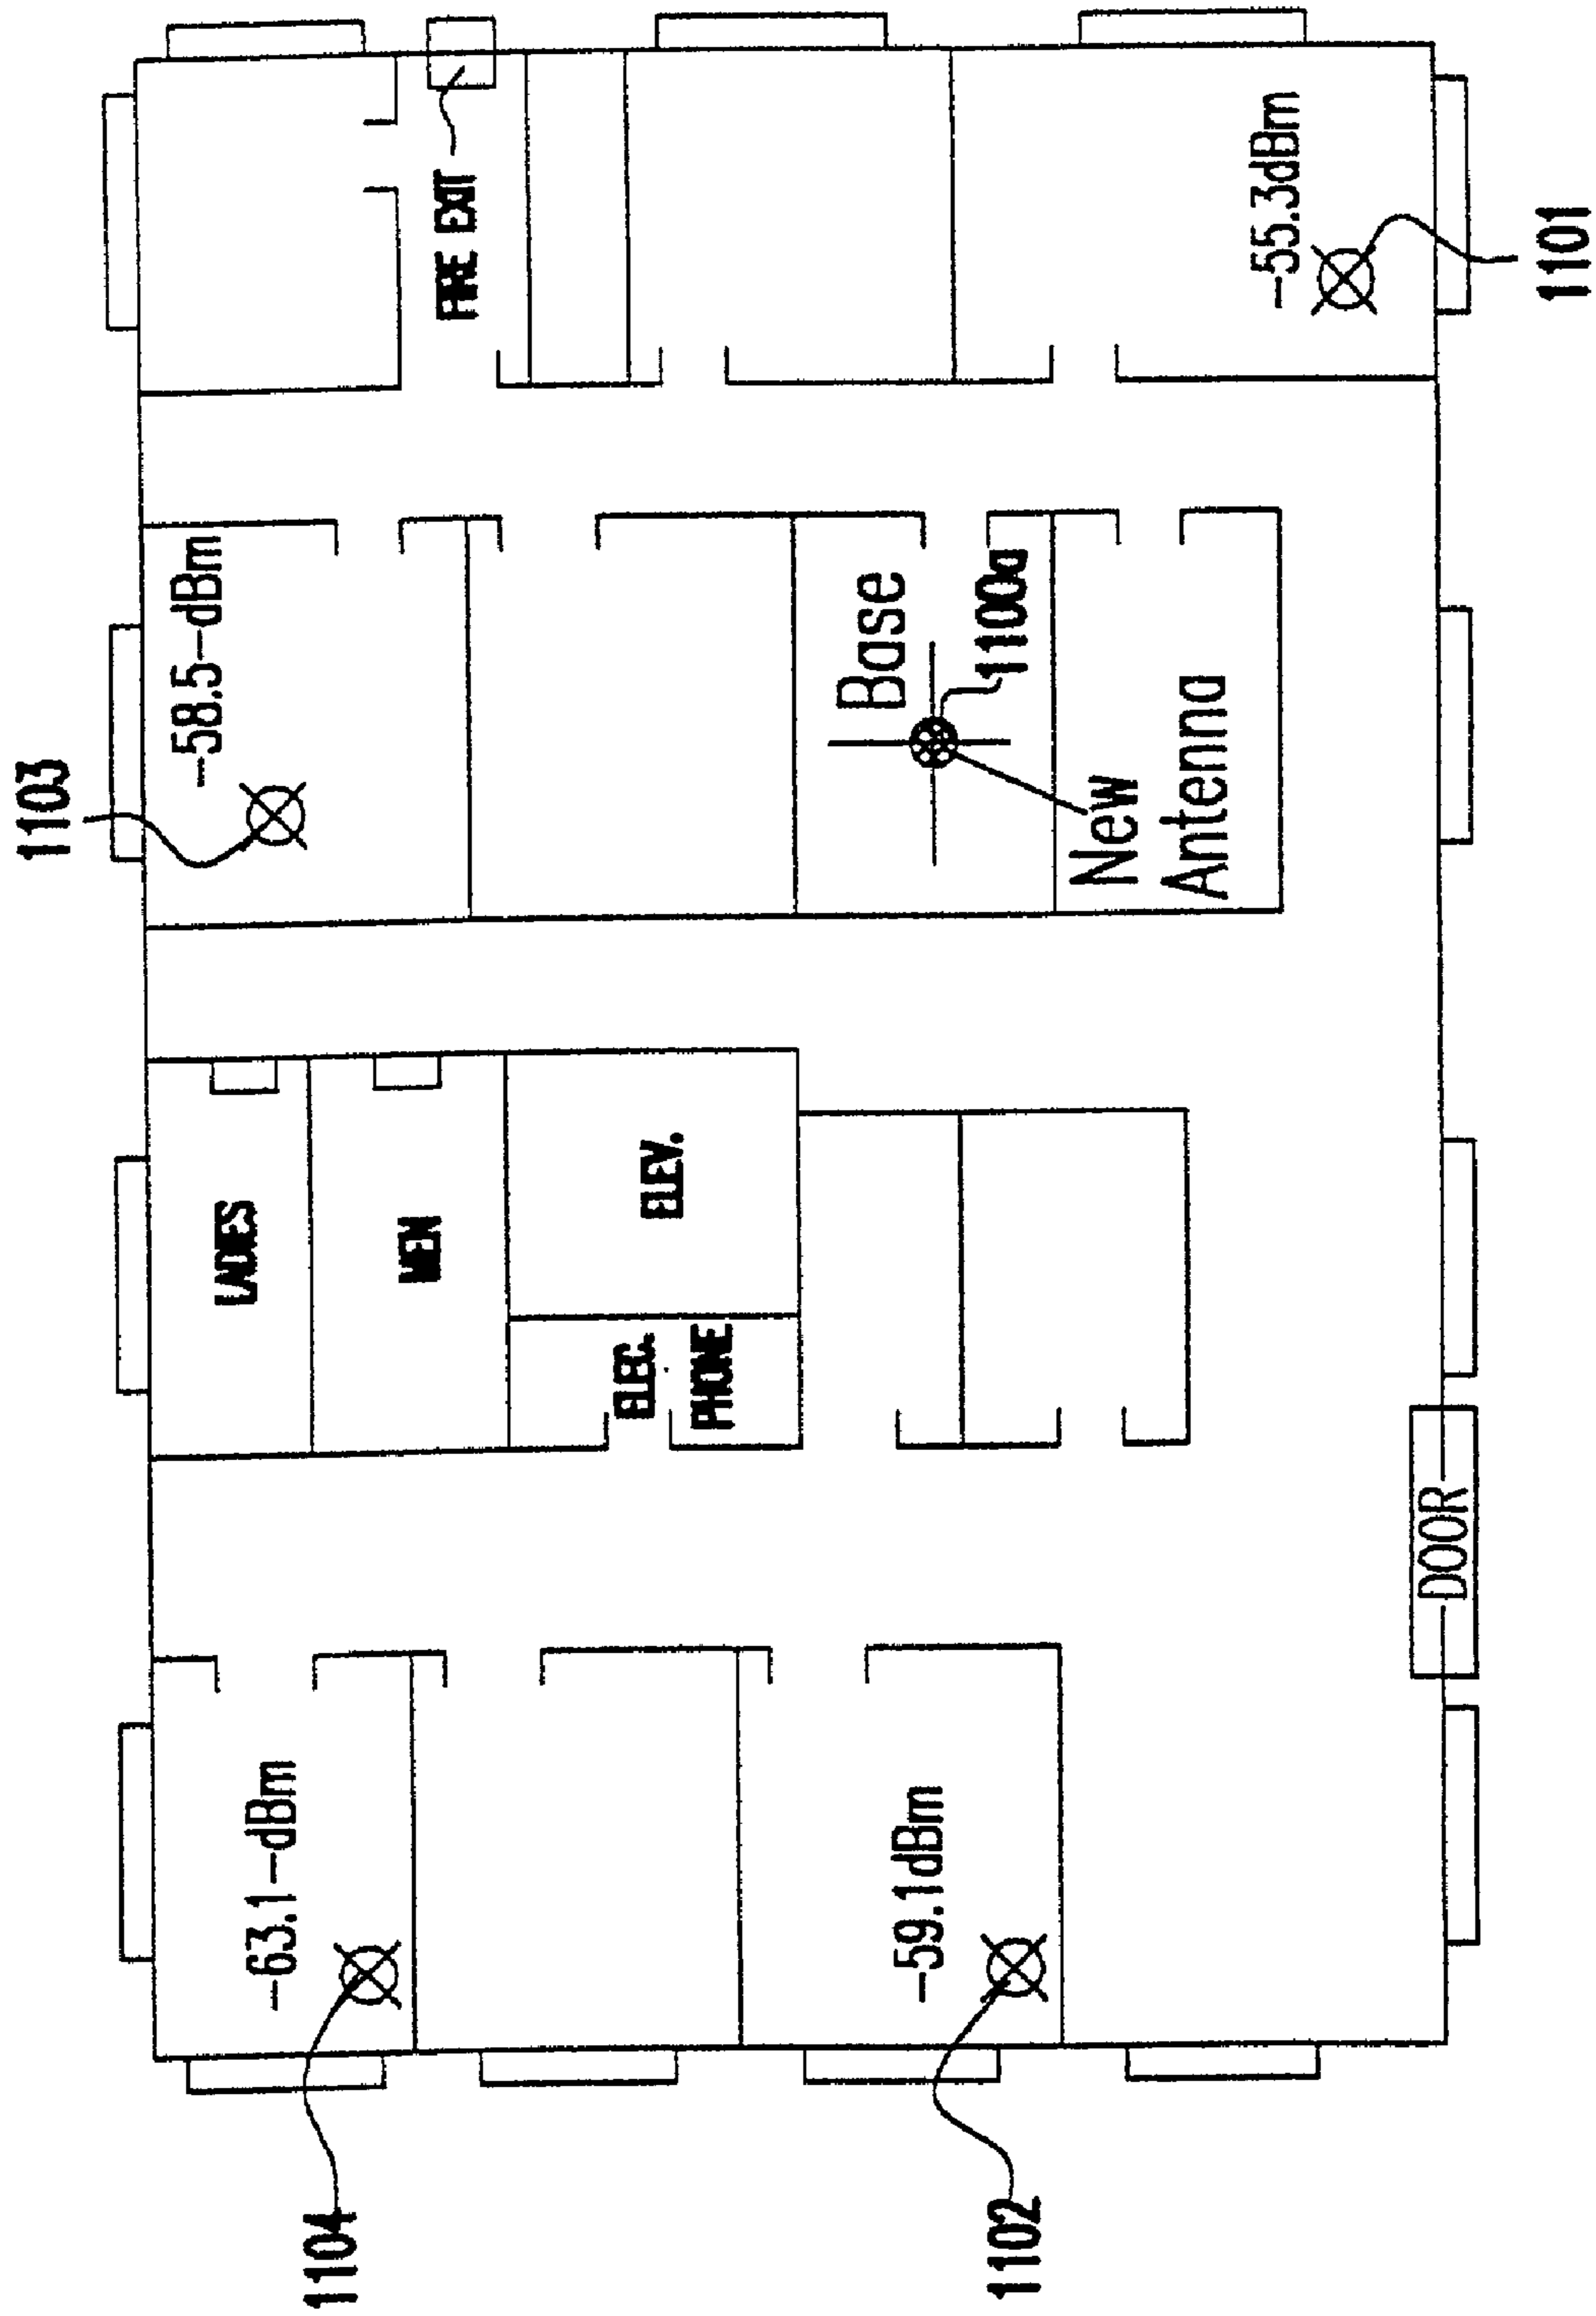 1103
-58.5-dBm
LADIES
-63.1-dBm
1104
MEN
FIRE EXIT
ELEC.
PHONE
ELEV.
Base
-59.1dBm
1100a
1102
New
Antenna
-55.3dBm
DOOR
1101